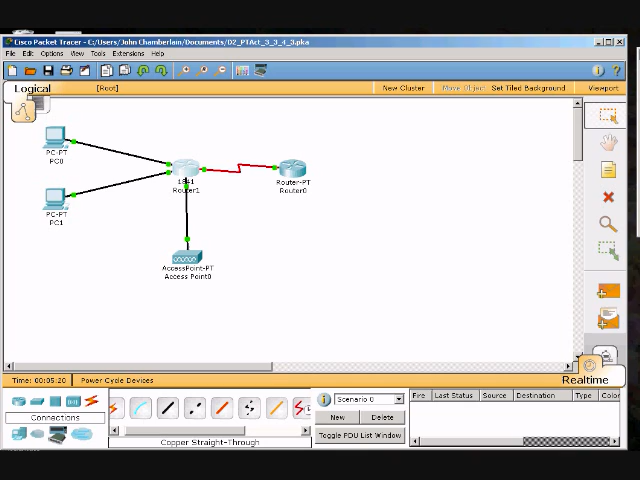 Cisco Packet Tracer - C:/Users/John Chamberlain/Documents/D2_PTAct_3_3_4_3.pka
File Edit Options View Tools Extensions Help
Logical
[Root]
New Cluster
Move Object
Set Tiled Background
Viewport
PC-PT
PC0
1841
Router1
Router-PT
Router0
PC-PT
PC1
AccessPoint-PT
Access Point0
Time: 00:05:20
Power Cycle Devices
Realtime
Connections
Copper Straight-Through
Scenario 0
New
Delete
Toggle PDU List Window
Fire Last Status Source Destination Type Color